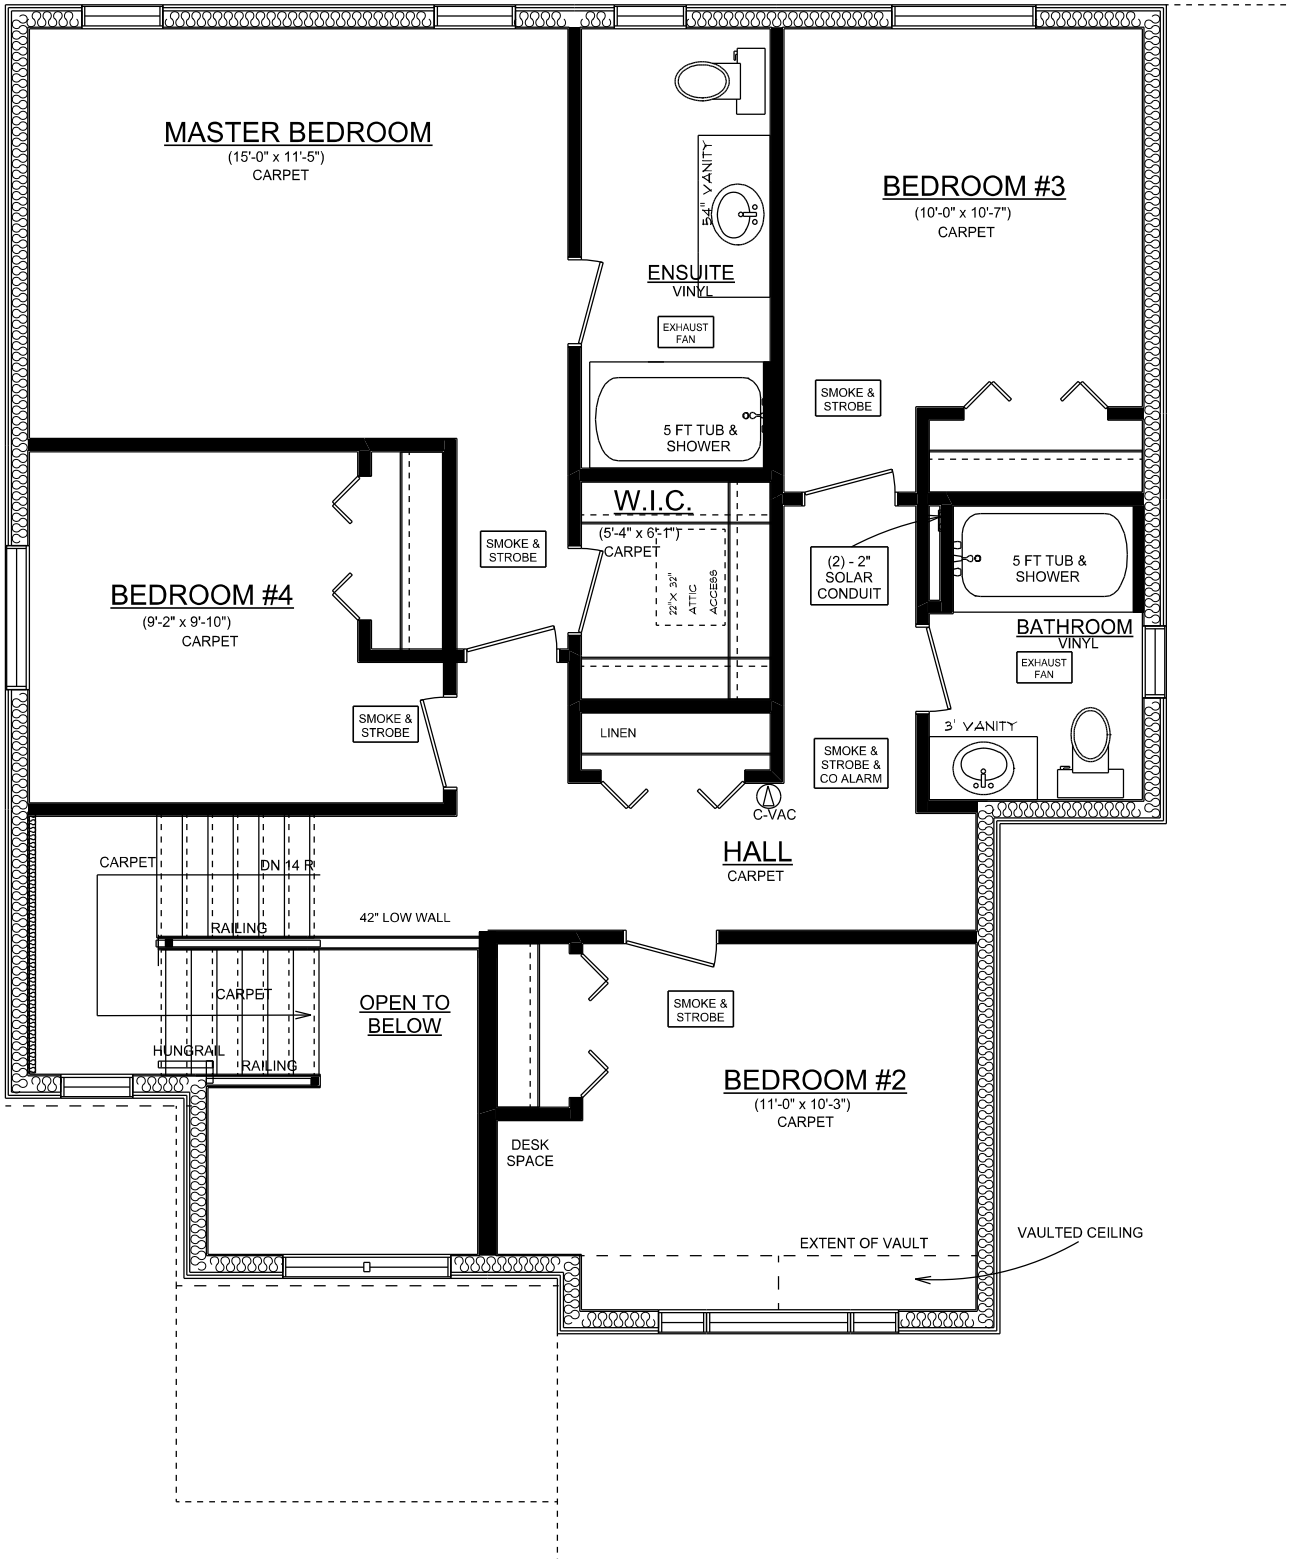 MASTER BEDROOM
(15'-0" x 11'-5")
CARPET
54" VANITY
ENSUITE
VINYL
EXHAUST
FAN
5 FT TUB &
SHOWER
BEDROOM #3
(10'-0" x 10'-7")
CARPET
SMOKE &
STROBE
W.I.C.
(5'-4" x 6'-1")
CARPET
22"X 32"
ATTIC
ACCESS
SMOKE &
STROBE
(2) - 2"
SOLAR
CONDUIT
5 FT TUB &
SHOWER
BATHROOM
VINYL
EXHAUST
FAN
3' VANITY
BEDROOM #4
(9'-2" x 9'-10")
CARPET
SMOKE &
STROBE
LINEN
SMOKE &
STROBE &
CO ALARM
C-VAC
HALL
CARPET
CARPET
DN 14 R
RAILING
42" LOW WALL
CARPET
OPEN TO
BELOW
HUNGRAIL
RAILING
SMOKE &
STROBE
BEDROOM #2
(11'-0" x 10'-3")
CARPET
DESK
SPACE
EXTENT OF VAULT
VAULTED CEILING